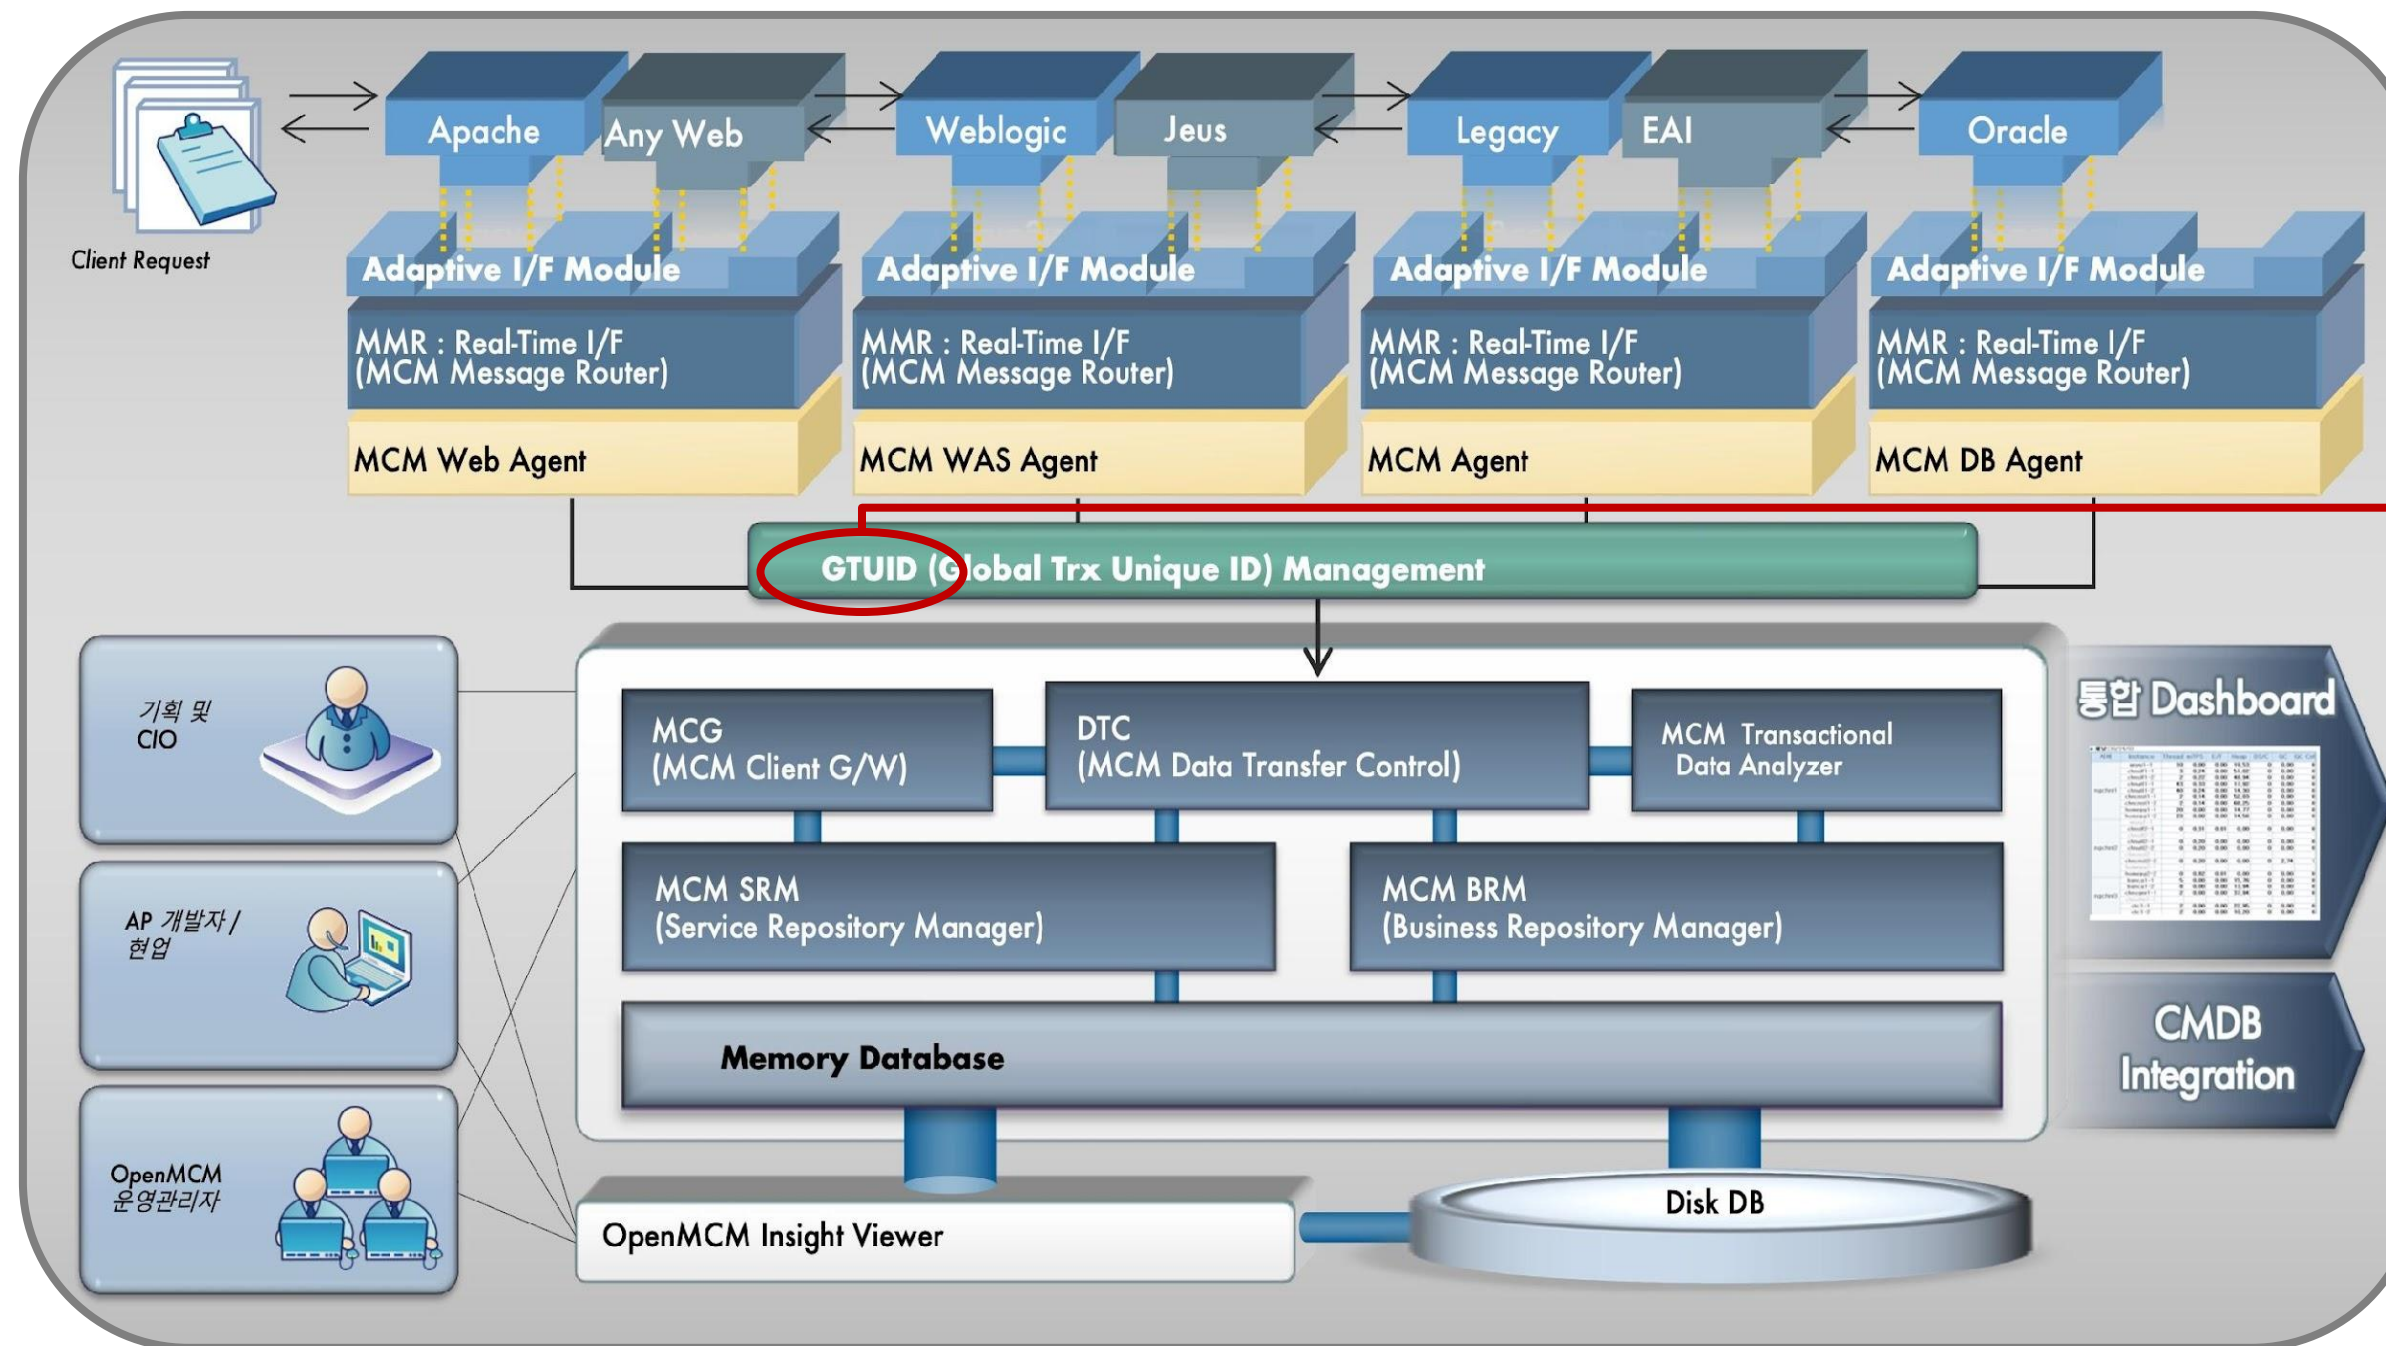 Client Request
Apache
Any Web
Weblogic
Jeus
Legacy
EAI
Oracle
Adaptive I/F Module
Adaptive I/F Module
Adaptive I/F Module
Adaptive I/F Module
MMR : Real-Time I/F
(MCM Message Router)
MMR : Real-Time I/F
(MCM Message Router)
MMR : Real-Time I/F
(MCM Message Router)
MMR : Real-Time I/F
(MCM Message Router)
MCM Web Agent
MCM WAS Agent
MCM Agent
MCM DB Agent
GTUID (Global Trx Unique ID) Management
기획 및
CIO
AP 개발자 /
현업
OpenMCM
운영관리자
MCG
(MCM Client G/W)
DTC
(MCM Data Transfer Control)
MCM Transactional
Data Analyzer
MCM SRM
(Service Repository Manager)
MCM BRM
(Business Repository Manager)
Memory Database
OpenMCM Insight Viewer
Disk DB
통합 Dashboard
CMDB
Integration